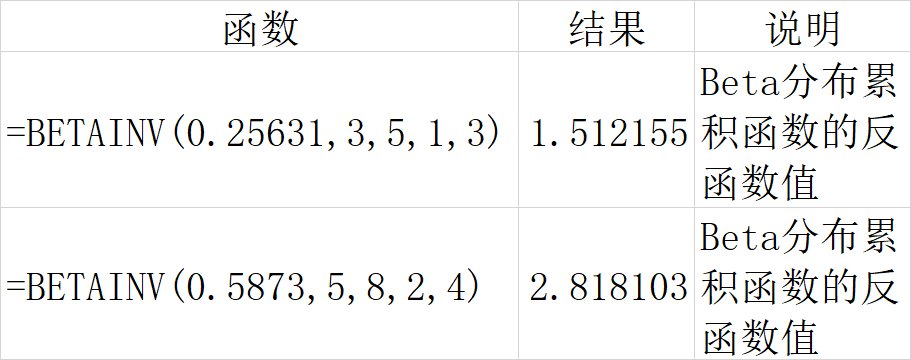 函数 结果 说明
=BETAINV(0.25631,3,5,1,3) 1.512155 Beta分布累
积函数的反
函数值
=BETAINV(0.5873,5,8,2,4) 2.818103 Beta分布累
积函数的反
函数值